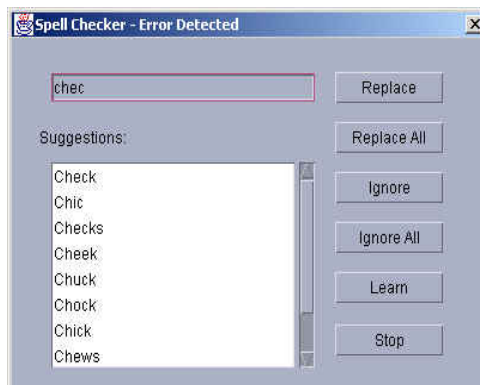 Spell Checker - Error Detected
chec
Replace
Suggestions:
Replace All
Check
Chic
Checks
Cheek
Chuck
Chock
Chick
Chews
Ignore
Ignore All
Learn
Stop